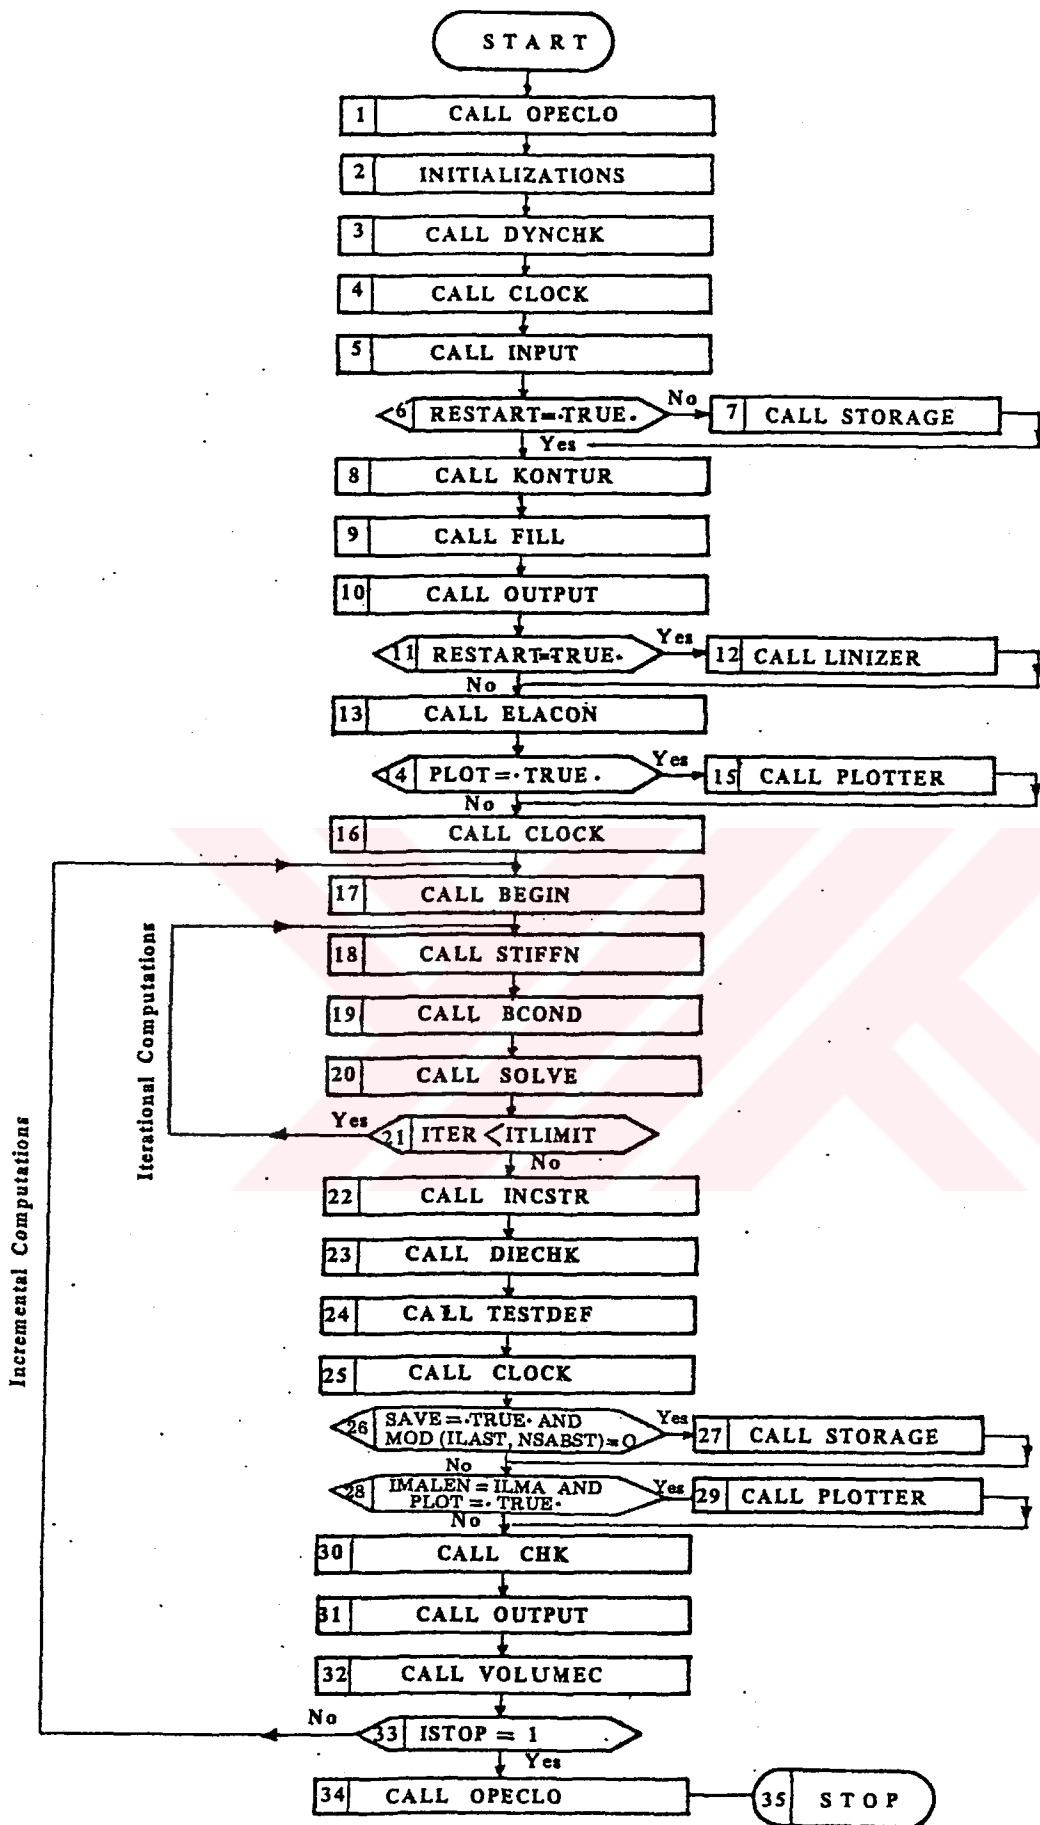 START
1 CALL OPECLO
2 INITIALIZATIONS
3 CALL DYNCHK
4 CALL CLOCK
5 CALL INPUT
6 RESTART=.TRUE.
No
7 CALL STORAGE
Yes
8 CALL KONTUR
9 CALL FILL
10 CALL OUTPUT
11 RESTART=.TRUE.
Yes
12 CALL LINIZER
No
13 CALL ELACON
14 PLOT=.TRUE.
Yes
15 CALL PLOTTER
No
16 CALL CLOCK
17 CALL BEGIN
18 CALL STIFFN
19 CALL BCOND
20 CALL SOLVE
Yes
21 ITER < ITLIMIT
No
Iterational Computations
22 CALL INCSTR
23 CALL DIECHK
24 CALL TESTDEF
25 CALL CLOCK
26 SAVE=.TRUE. AND
MOD (ILAST, NSABST)=O
Yes
27 CALL STORAGE
No
28 IMALEN=ILMA AND
PLOT=.TRUE.
Yes
29 CALL PLOTTER
No
30 CALL CHK
31 CALL OUTPUT
32 CALL VOLUMEC
No
33 ISTOP = 1
Yes
Incremental Computations
34 CALL OPECLO
35 STOP